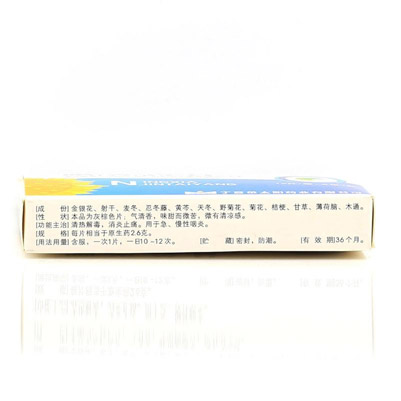 [成 份]金银花、射干、麦冬、忍冬藤、黄芩、天冬、野菊花、菊花、桔梗、甘草、薄荷脑、木通。
[性 状]本品为灰棕色片；气清香，味甜而微苦，微有清凉感。
[功能主治]清热解毒，消炎止痛。用于急、慢性咽炎。
[规 格]每片相当于原生药2.6克。
[用法用量]含服，一次1片，一日10~12次。 [贮 藏]密封，防潮。 [有 效 期]36个月。